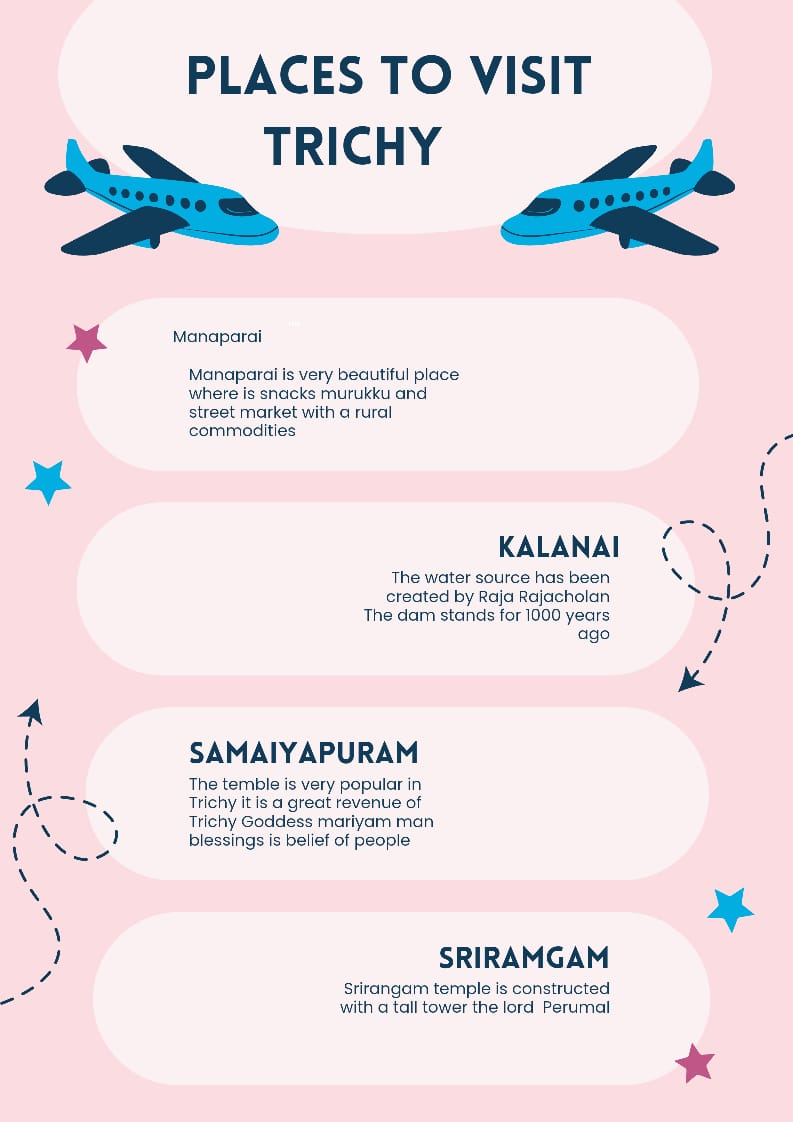 PLACES TO VISIT
TRICHY
Manaparai
Manaparai is very beautiful place
where is snacks murukku and
street market with a rural
commodities
KALANAI
The water source has been
created by Raja Rajacholan
The dam stands for 1000 years
ago
SAMAIYAPURAM
The temble is very popular in
Trichy it is a great revenue of
Trichy Goddess mariyam man
blessings is belief of people
SRIRAMGAM
Srirangam temple is constructed
with a tall tower the lord Perumal